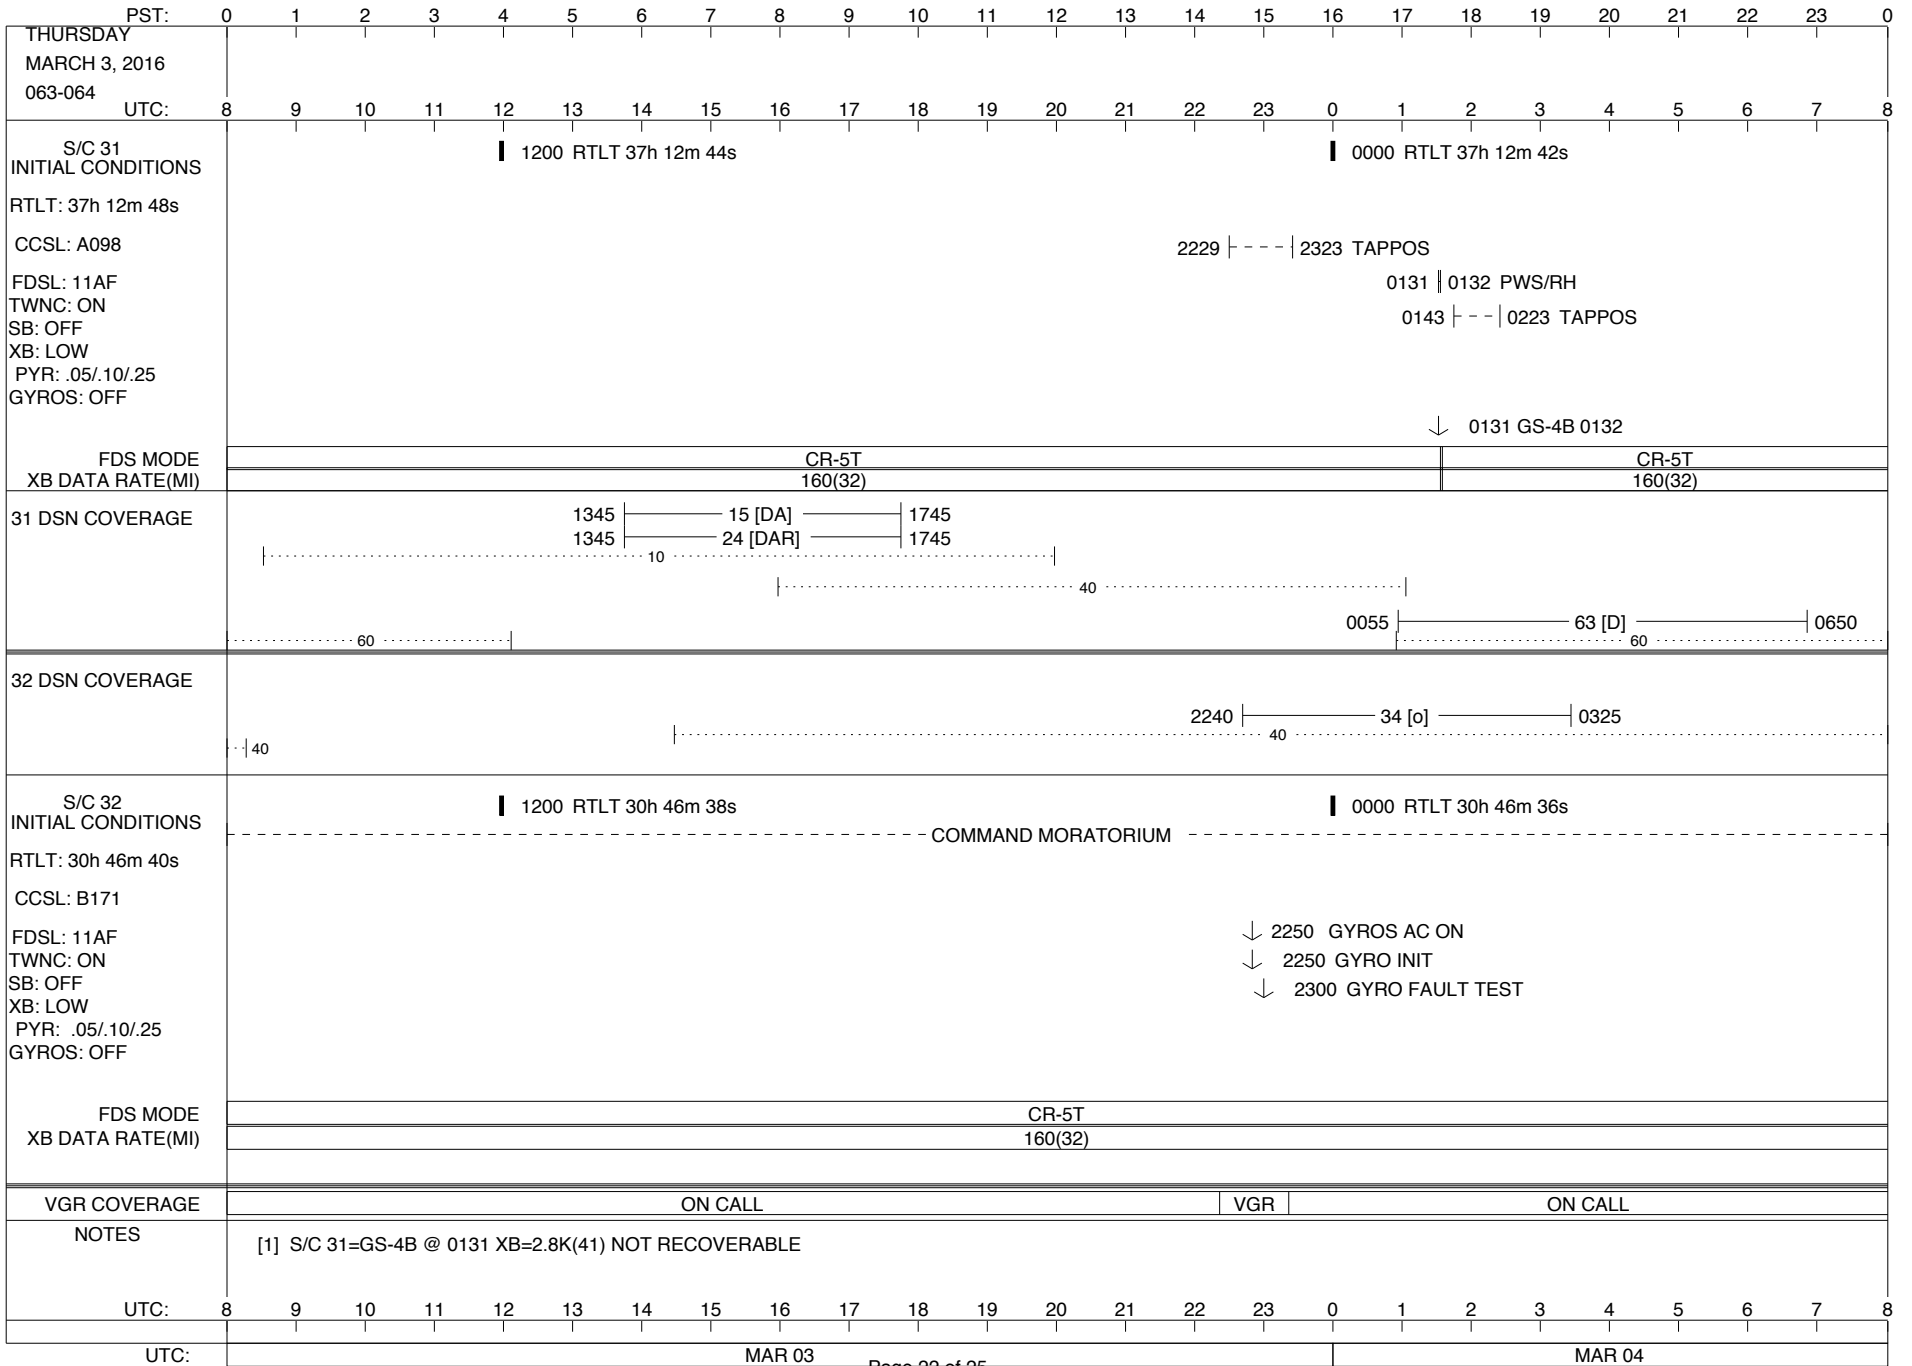 PST: 0 1 2 3 4 5 6 7 8 9 10 11 12 13 14 15 16 17 18 19 20 21 22 23 0
THURSDAY
MARCH 3, 2016
063-064
UTC: 8 9 10 11 12 13 14 15 16 17 18 19 20 21 22 23 0 1 2 3 4 5 6 7 8
S/C 31
INITIAL CONDITIONS
1200 RTLT 37h 12m 44s
0000 RTLT 37h 12m 42s
RTLT: 37h 12m 48s
CCSL: A098
2229 2323 TAPPOS
FDSL: 11AF
0131 0132 PWS/RH
TWNC: ON
0143 0223 TAPPOS
SB: OFF
XB: LOW
PYR: .05/.10/.25
GYROS: OFF
0131 GS-4B 0132
FDS MODE CR-5T CR-5T
XB DATA RATE(MI) 160(32) 160(32)
31 DSN COVERAGE
1345 15 [DA] 1745
1345 24 [DAR] 1745
10
40
0055 63 [D] 0650
60 60
32 DSN COVERAGE
2240 34 [o] 0325
40
40
S/C 32
INITIAL CONDITIONS
1200 RTLT 30h 46m 38s
0000 RTLT 30h 46m 36s
COMMAND MORATORIUM
RTLT: 30h 46m 40s
CCSL: B171
FDSL: 11AF
2250 GYROS AC ON
TWNC: ON
2250 GYRO INIT
SB: OFF
2300 GYRO FAULT TEST
XB: LOW
PYR: .05/.10/.25
GYROS: OFF
FDS MODE CR-5T
XB DATA RATE(MI) 160(32)
VGR COVERAGE ON CALL VGR ON CALL
NOTES
[1] S/C 31=GS-4B @ 0131 XB=2.8K(41) NOT RECOVERABLE
UTC: 8 9 10 11 12 13 14 15 16 17 18 19 20 21 22 23 0 1 2 3 4 5 6 7 8
UTC: MAR 03 MAR 04
Page 22 of 25